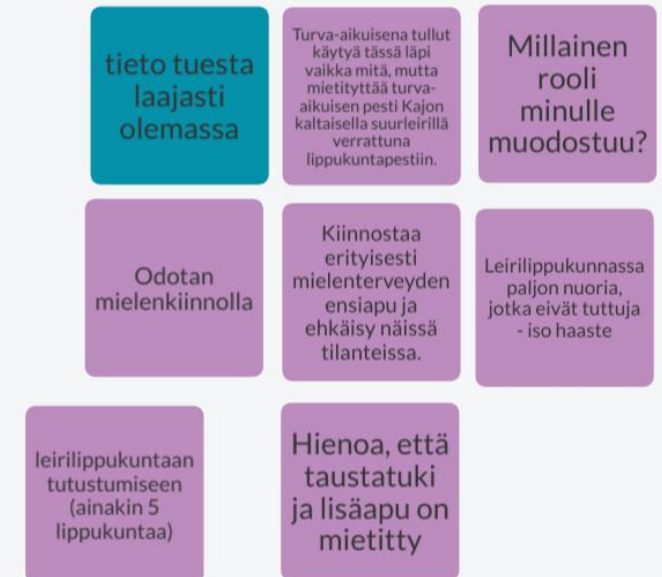 tieto tuesta
laajasti
olemassa
Turva-aikuisena tullut
käytyä tässä läpi
vaikka mitä, mutta
mietityttää turva-
aikuisen pesti Kajon
kaltaisella suurleirillä
verrattuna
lippukuntapestiin.
Millainen
rooli
minulle
muodostuu?
Odotan
mielenkiinnolla
Kiinnostaa
erityisesti
mielenterveyden
ensiapu ja
ehkäisy näissä
tilanteissa.
Leirilippukunnassa
paljon nuoria,
jotka eivät tuttuja
- iso haaste
leirilippukuntaan
tutustumiseen
(ainakin 5
lippukuntaa)
Hienoa, että
taustatuki
ja lisäapu on
mietitty